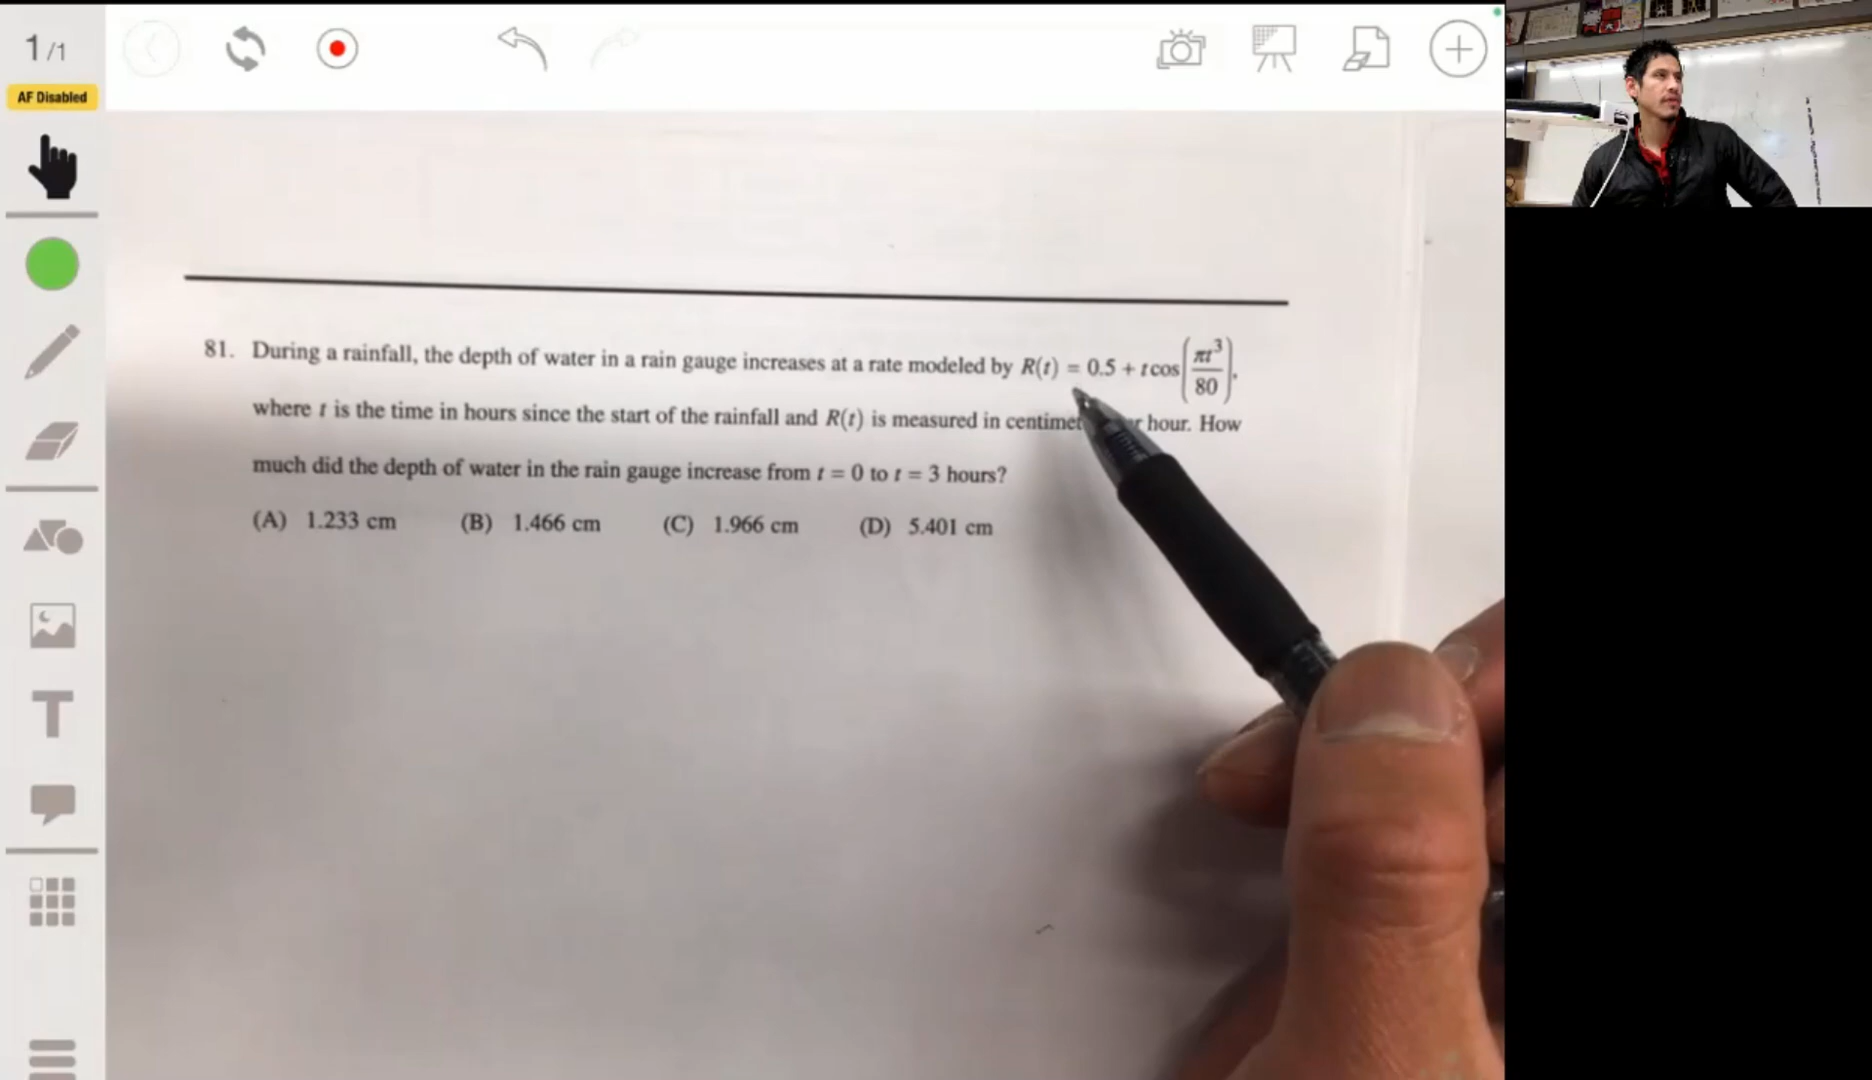 1/1
AF Disabled
T
81. During a rainfall, the depth of water in a rain gauge increases at a rate modeled by R(t) = 0.5 + t cos(πt³/80),
where t is the time in hours since the start of the rainfall and R(t) is measured in centimet r hour. How
much did the depth of water in the rain gauge increase from t = 0 to t = 3 hours?
(A) 1.233 cm (B) 1.466 cm (C) 1.966 cm (D) 5.401 cm